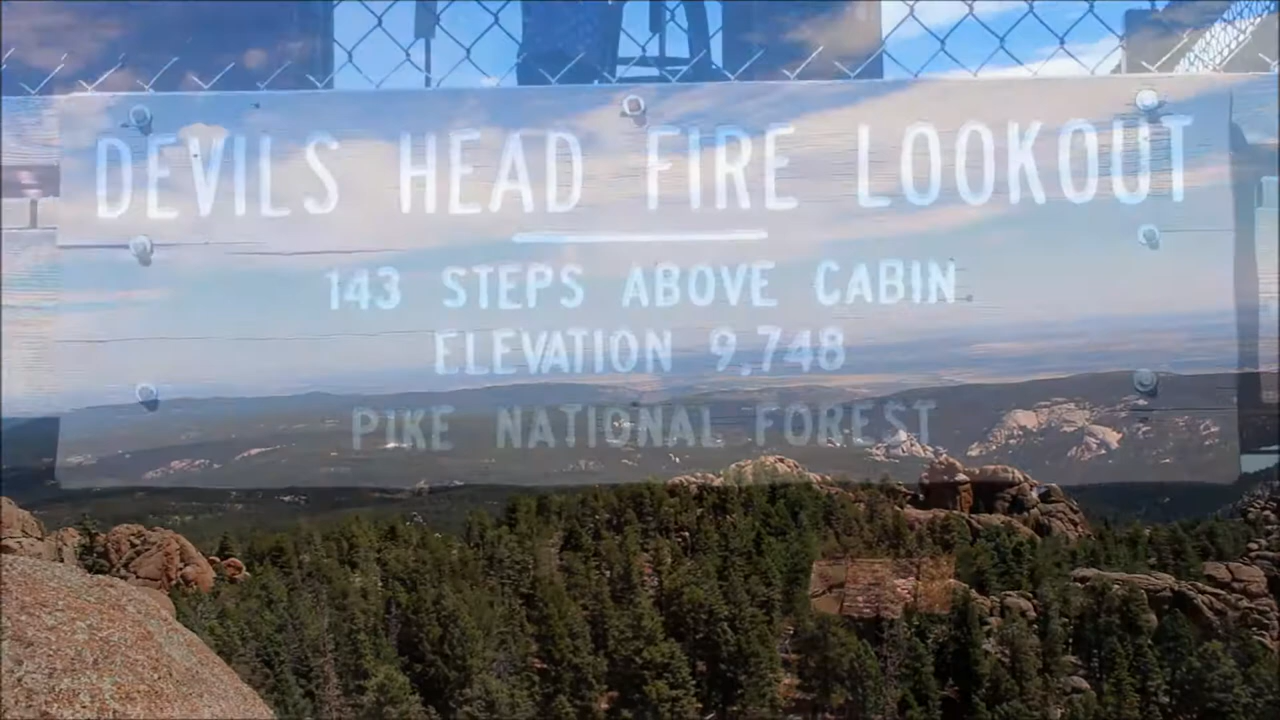 DEVILS HEAD FIRE LOOKOUT
143 STEPS ABOVE CABIN
ELEVATION 9,748
PIKE NATIONAL FOREST